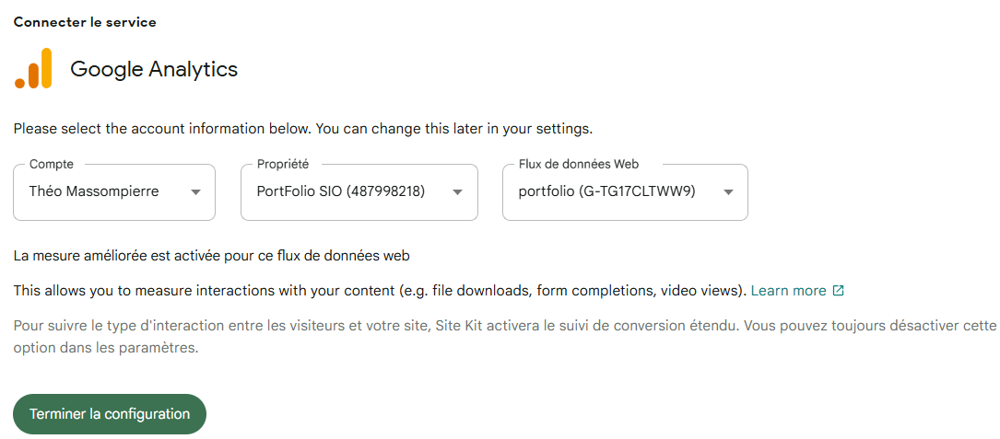 Connecter le service
Google Analytics
Please select the account information below. You can change this later in your settings.
Compte
Théo Massompierre
Propriété
PortFolio SIO (487998218)
Flux de données Web
portfolio (G-TG17CLTWW9)
La mesure améliorée est activée pour ce flux de données web
This allows you to measure interactions with your content (e.g. file downloads, form completions, video views). Learn more
Pour suivre le type d'interaction entre les visiteurs et votre site, Site Kit activera le suivi de conversion étendu. Vous pouvez toujours désactiver cette
option dans les paramètres.
Terminer la configuration